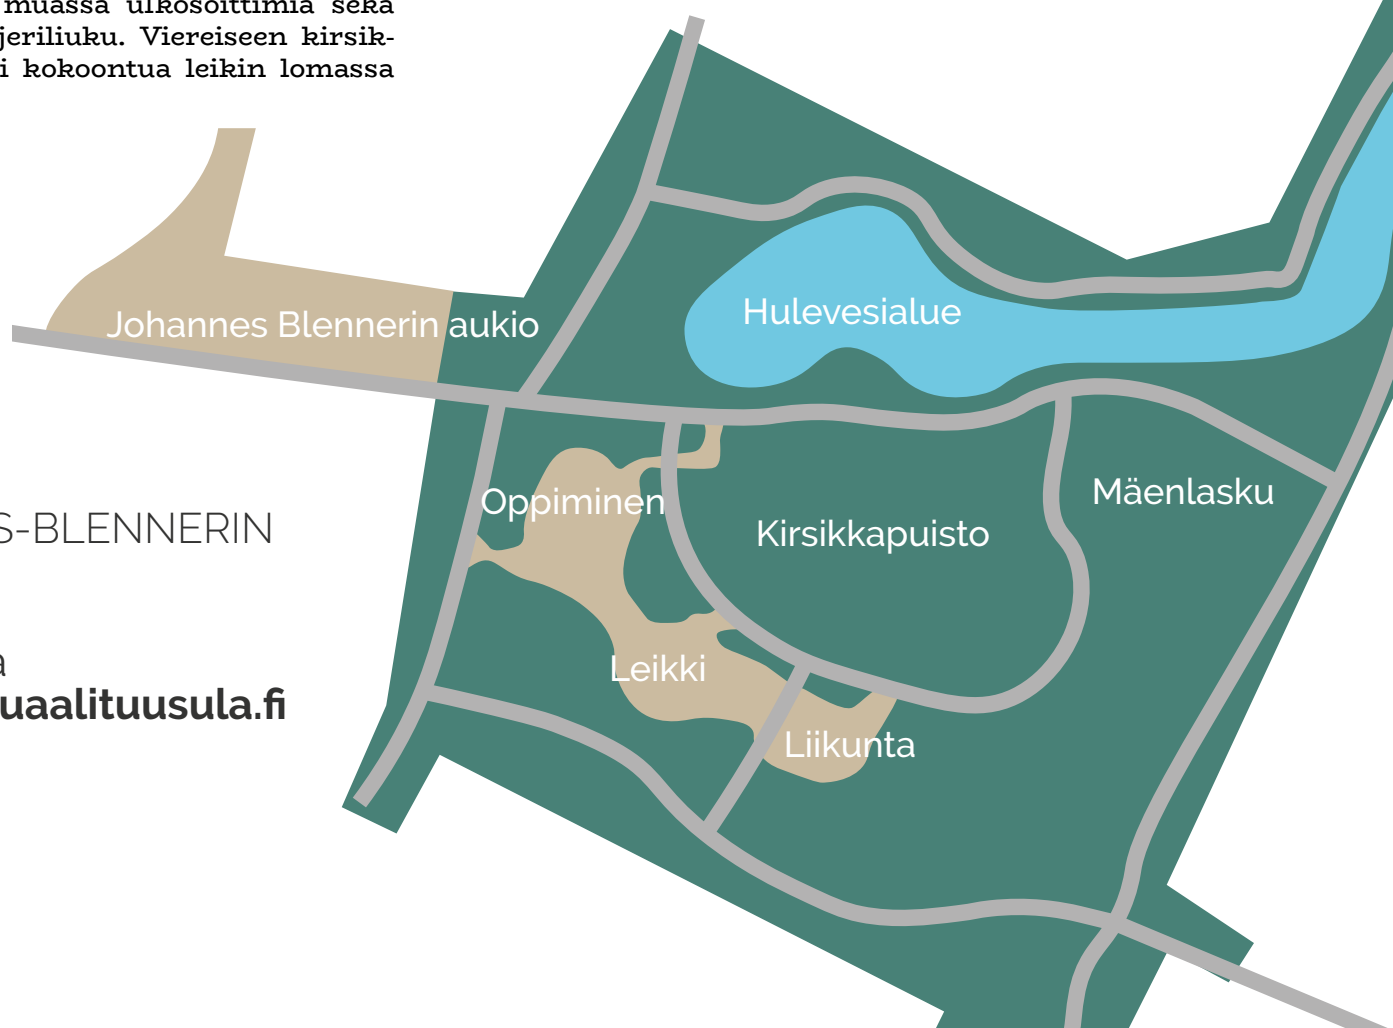 muassa ulkosoittimia sekä
jeriliuku. Viereiseen kirsik-
i kokoontua leikin lomassa
Hulevesialue
Johannes Blennerin aukio
Mäenlasku
Oppiminen
Kirsikkapuisto
S-BLENNERIN
a
Leikki
uaalituusula.fi
Liikunta